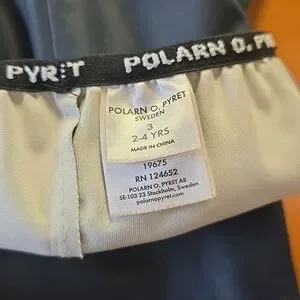 PYRET POLARN O. PYRET
POLARN O. PYRET
SWEDEN
3
2-4 YRS
MADE IN CHINA
19675
RN 124652
POLARN O. PYRET AB
SE-103 23 Stockholm, Sweden
polarnopyret.com